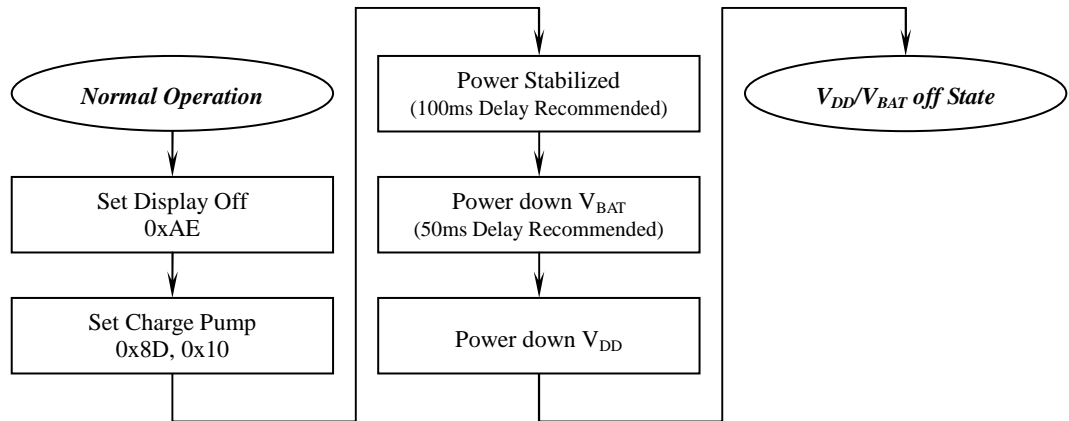 Normal Operation
Set Display Off
0xAE
Set Charge Pump
0x8D, 0x10
Power Stabilized
(100ms Delay Recommended)
Power down VBAT
(50ms Delay Recommended)
Power down VDD
VDD/VBAT off State